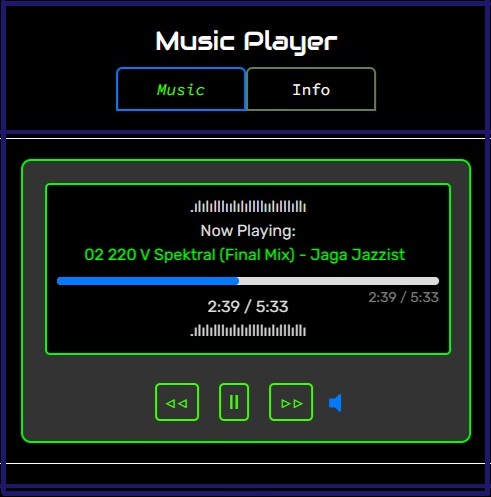 Music Player
Music
Info
Now Playing:
02 220 V Spektral (Final Mix) - Jaga Jazzist
2:39 / 5:33
2:39 / 5:33